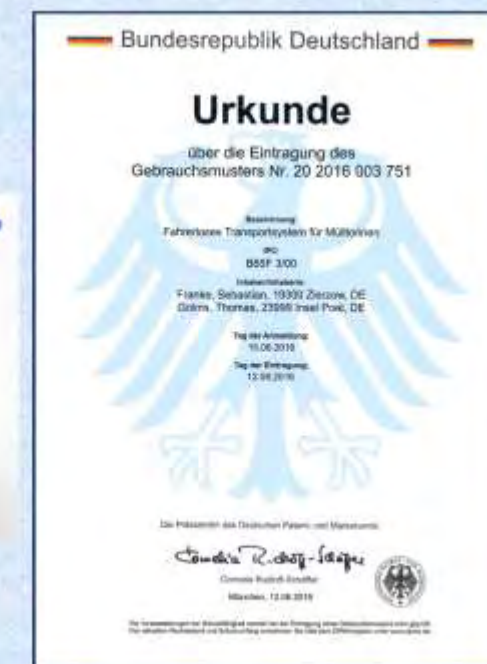 Bundesrepublik Deutschland
Urkunde
über die Eintragung des
Gebrauchsmusters Nr. 20 2016 003 751
Bezeichnung:
Fahrerloses Transportsystem für Mülltonnen
IPC:
B65F 3/00
Inhaber/Inhaberin:
Franke, Sebastian, 19300 Zierzow, DE
Thomas, 23999 Insel Poel, DE
Tag der Anmeldung:
Tag der Eintragung:
Die Präsidentin des Deutschen Patent- und Markenamts
Cornelia Rudloff-Schäffer
München,